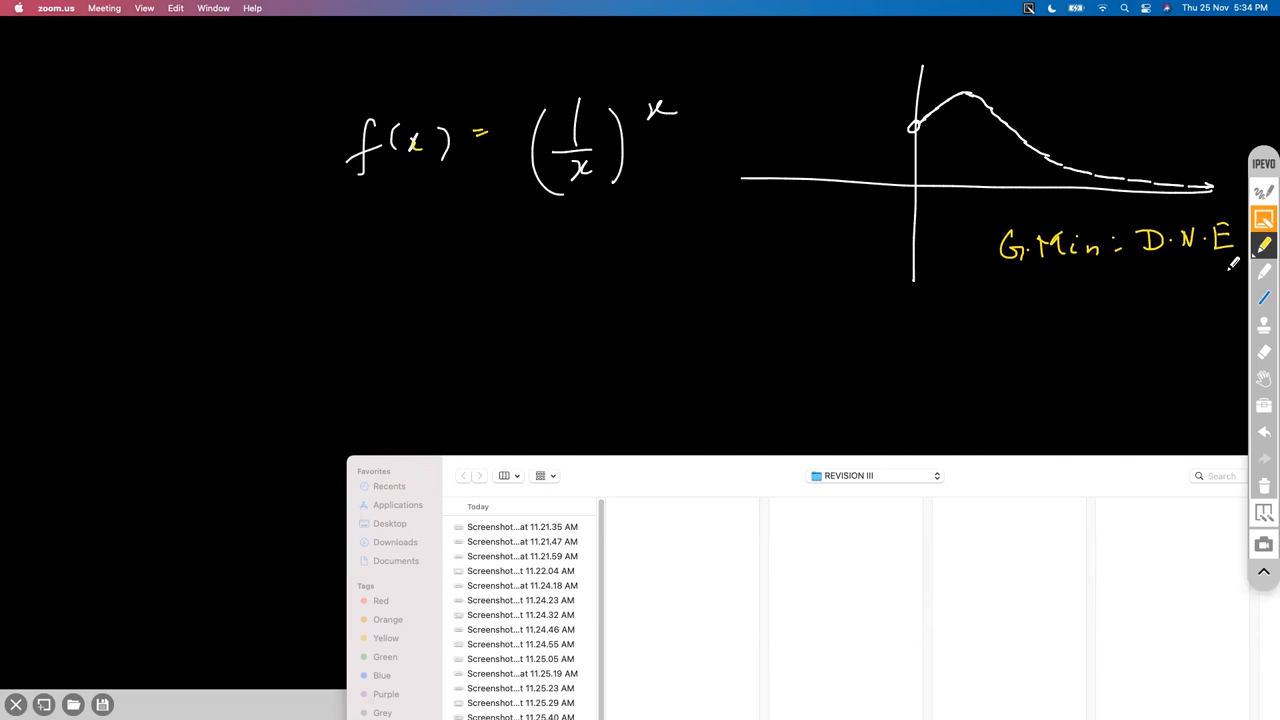 zoom.us Meeting View Edit Window Help Thu 25 Nov 5:34 PM
f(x) = (1/x)^x
G.Min : D.N.E
IPEVO
Favorites
Recents
Applications
Desktop
Downloads
Documents
Tags
Red
Orange
Yellow
Green
Blue
Purple
Grey
REVISION III
Search
Today
Screenshot...at 11.21.35 AM
Screenshot...at 11.21.47 AM
Screenshot...at 11.21.59 AM
Screenshot...t 11.22.04 AM
Screenshot...at 11.24.18 AM
Screenshot...t 11.24.23 AM
Screenshot...t 11.24.32 AM
Screenshot...t 11.24.46 AM
Screenshot...t 11.24.55 AM
Screenshot...t 11.25.05 AM
Screenshot...at 11.25.19 AM
Screenshot...t 11.25.23 AM
Screenshot...t 11.25.29 AM
Screenshot...t 11.25.40 AM